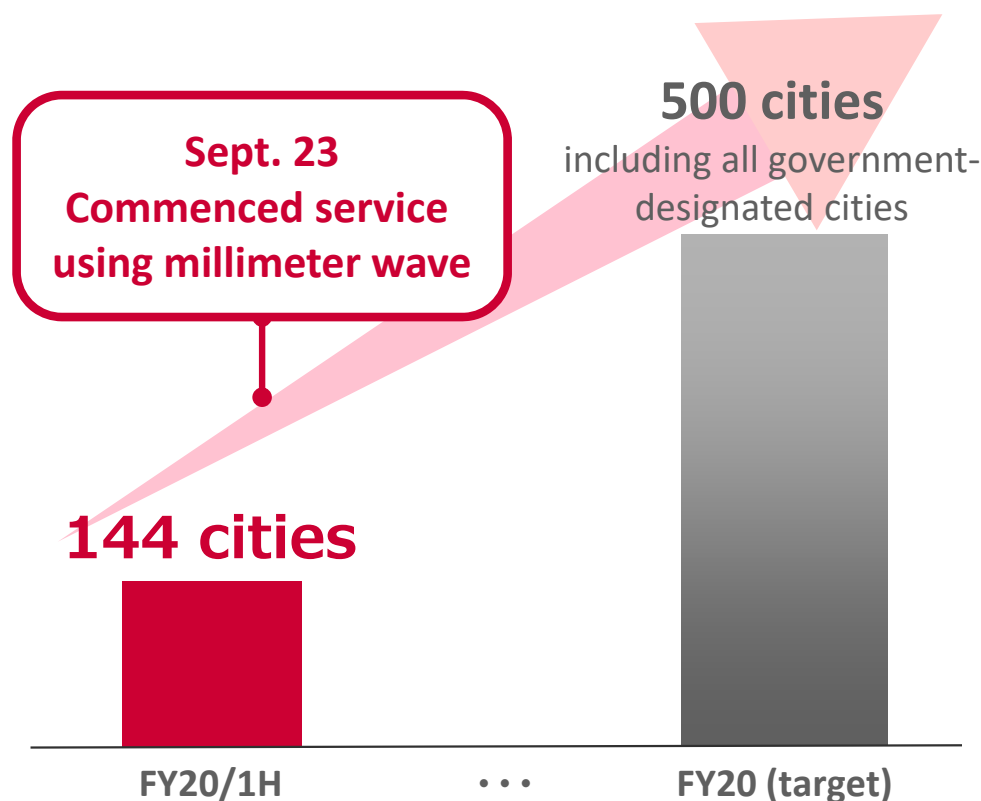 Sept. 23
Commenced service
using millimeter wave
500 cities
including all government-
designated cities
144 cities
FY20/1H
･･･
FY20 (target)